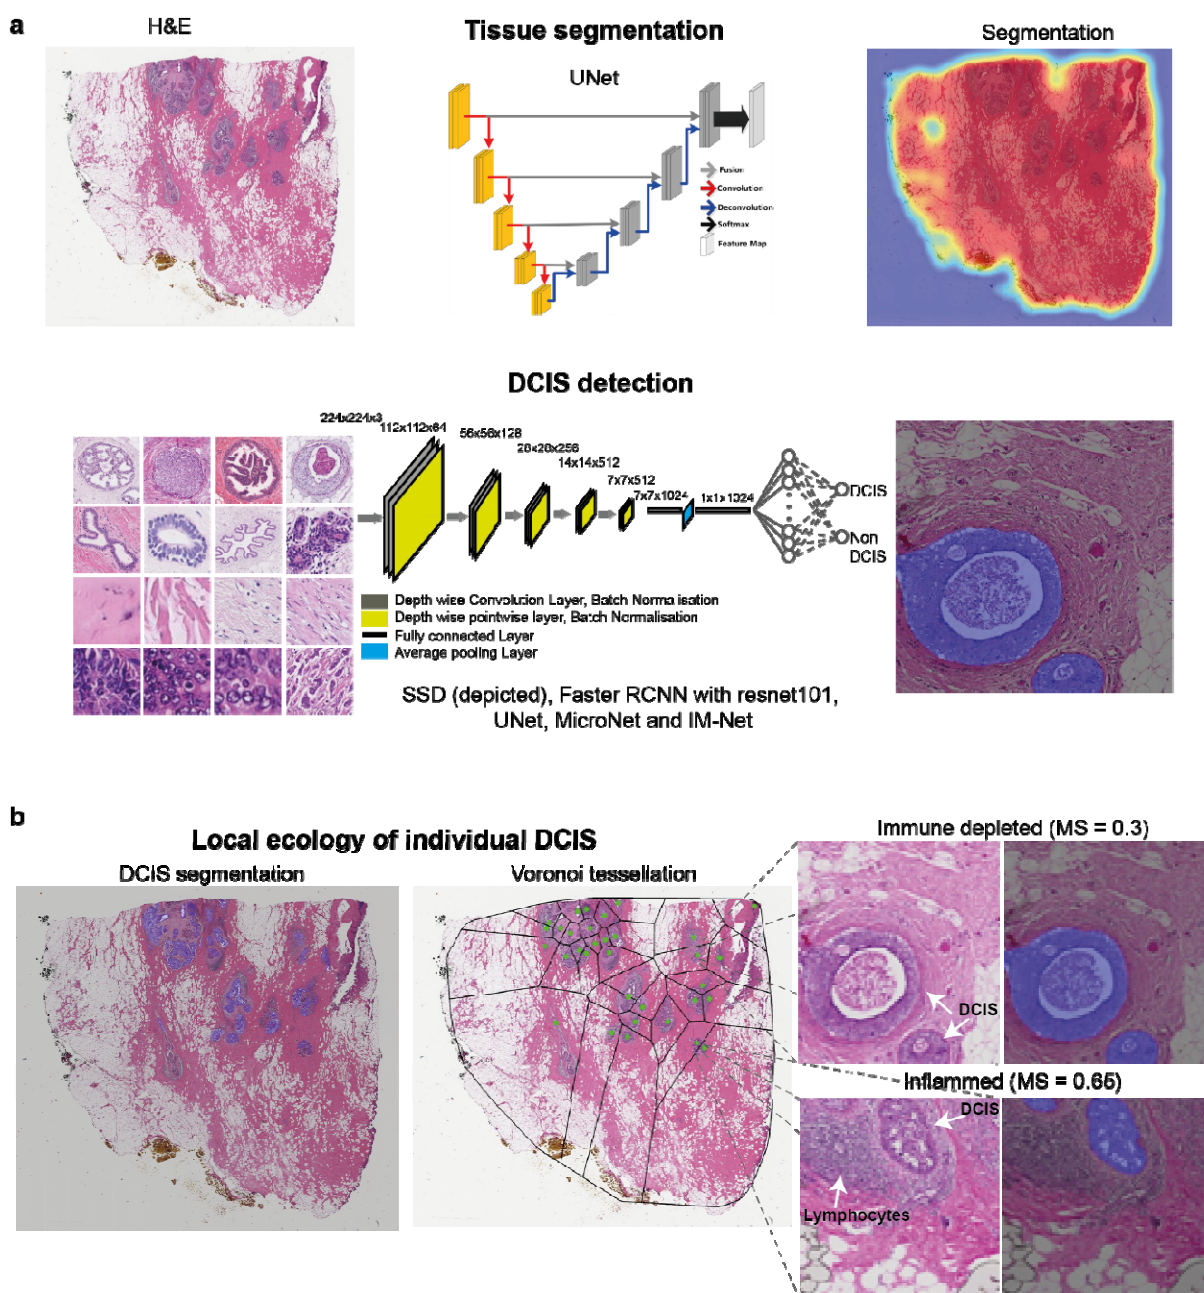 a
H&E
Tissue segmentation
Segmentation
UNet
Fusion
Convolution
Deconvolution
Softmax
Feature Map
DCIS detection
224x224x3
112x112x64
56x56x128
28x28x256
14x14x512
7x7x512
7x7x1024
1x1x1024
DCIS
Non
DCIS
Depth wise Convolution Layer, Batch Normalisation
Depth wise pointwise layer, Batch Normalisation
Fully connected Layer
Average pooling Layer
SSD (depicted), Faster RCNN with resnet101,
UNet, MicroNet and IM-Net
b
Local ecology of individual DCIS
DCIS segmentation
Voronoi tessellation
Immune depleted (MS = 0.3)
DCIS
Inflammed (MS = 0.65)
DCIS
Lymphocytes